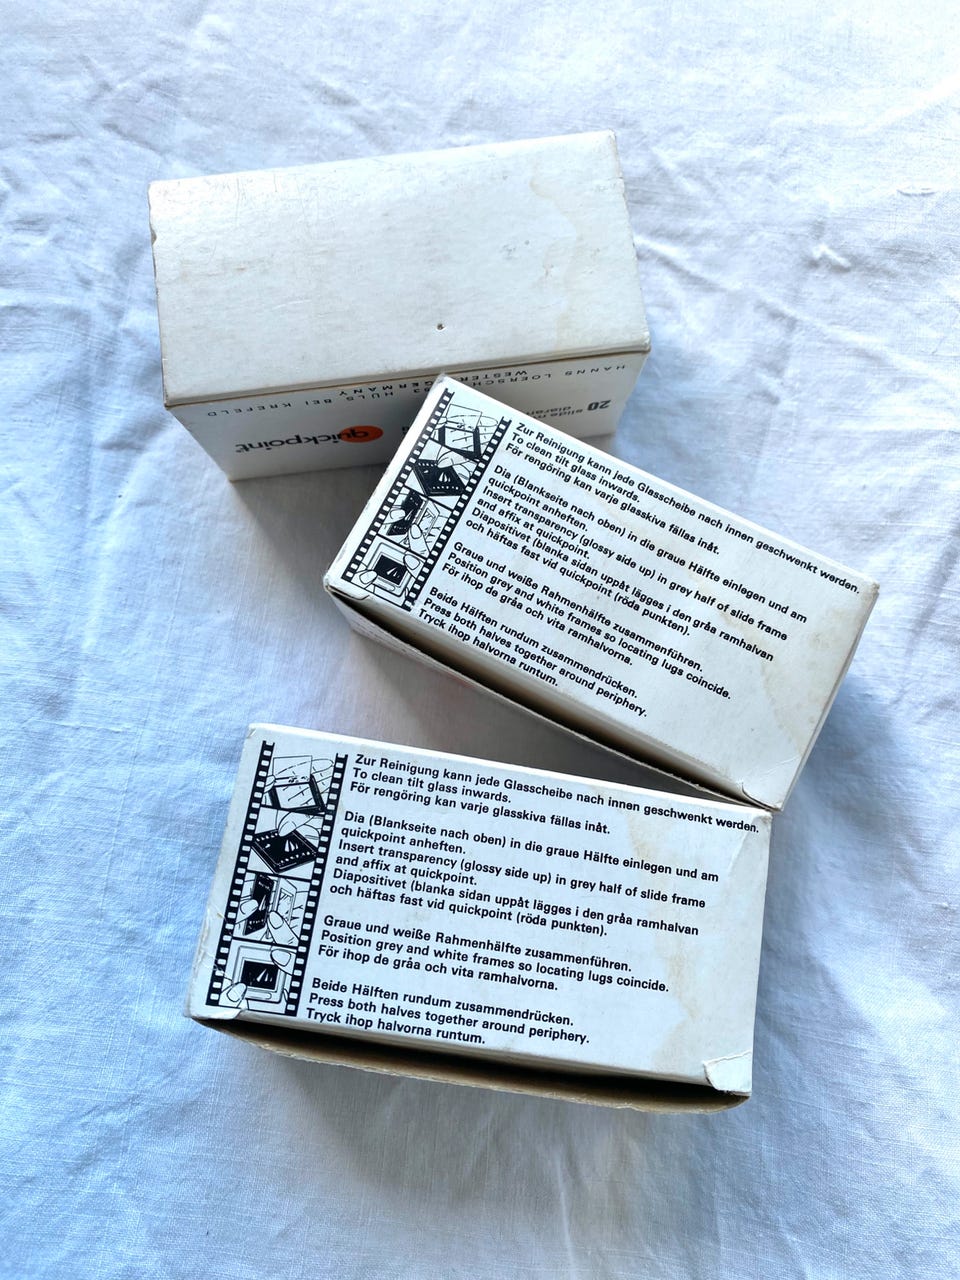 HANNS LOERSCH
HÜLS BEI KREFELD
WESTER GERMANY
quickpoint
20 slide
diara
Zur Reinigung kann jede Glasscheibe nach innen geschwenkt werden.
To clean tilt glass inwards.
För rengöring kan varje glasskiva fällas inåt.
Dia (Blankseite nach oben) in die graue Hälfte einlegen und am
quickpoint anheften.
Insert transparency (glossy side up) in grey half of slide frame
and affix at quickpoint.
Diapositivet (blanka sidan uppåt lägges i den gråa ramhalvan
och häftas fast vid quickpoint (röda punkten).
Graue und weiße Rahmenhälfte zusammenführen.
Position grey and white frames so locating lugs coincide.
För ihop de gråa och vita ramhalvorna.
Beide Hälften rundum zusammendrücken.
Press both halves together around periphery.
Tryck ihop halvorna runtum.
Zur Reinigung kann jede Glasscheibe nach innen geschwenkt werden.
To clean tilt glass inwards.
För rengöring kan varje glasskiva fällas inåt.
Dia (Blankseite nach oben) in die graue Hälfte einlegen und am
quickpoint anheften.
Insert transparency (glossy side up) in grey half of slide frame
and affix at quickpoint.
Diapositivet (blanka sidan uppåt lägges i den gråa ramhalvan
och häftas fast vid quickpoint (röda punkten).
Graue und weiße Rahmenhälfte zusammenführen.
Position grey and white frames so locating lugs coincide.
För ihop de gråa och vita ramhalvorna.
Beide Hälften rundum zusammendrücken.
Press both halves together around periphery.
Tryck ihop halvorna runtum.